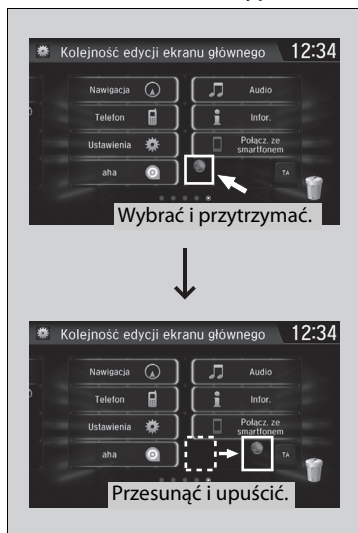 Kolejność edycji ekranu głównego 12:34
Nawigacja Audio
Telefon Infor.
Ustawienia Połącz. ze
smartfonem
aha TA
Wybrać i przytrzymać.
Kolejność edycji ekranu głównego 12:34
Nawigacja Audio
Telefon Infor.
Ustawienia Połącz. ze
smartfonem
aha TA
Przesunąć i upuścić.